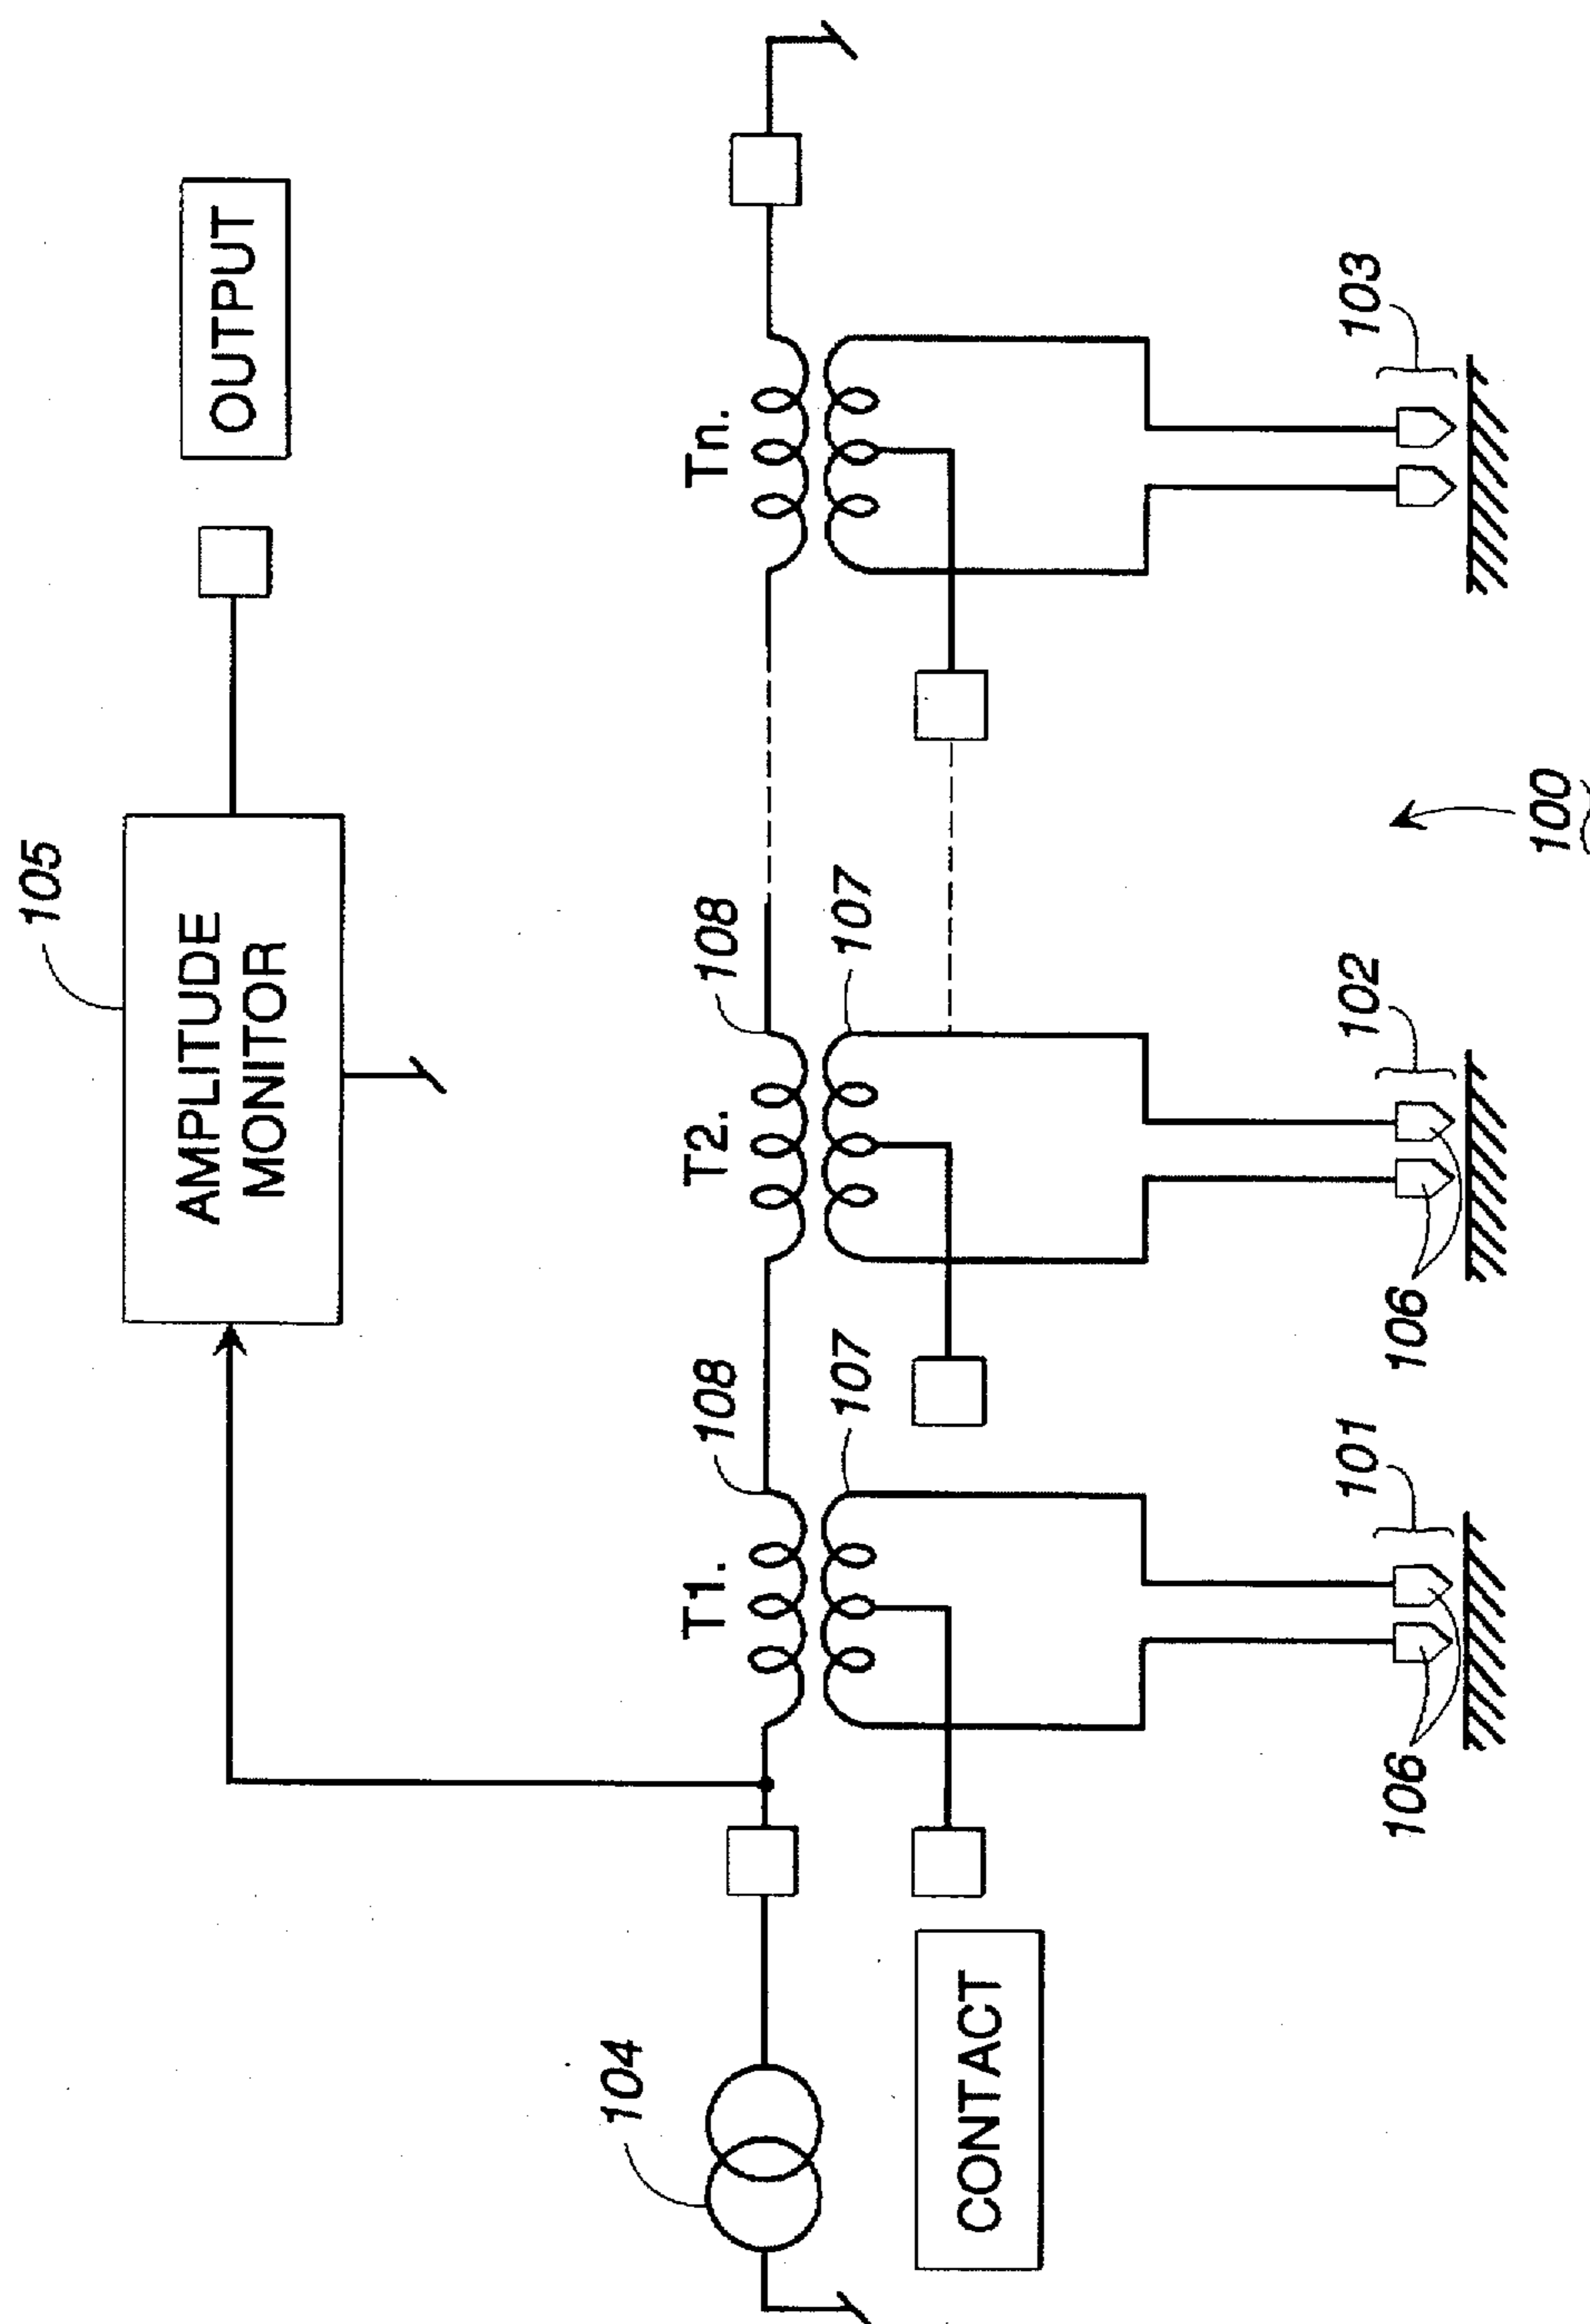 105
AMPLITUDE
MONITOR
OUTPUT
104
T1.
108
T2.
108
Tn.
107
107
CONTACT
106
101
106
102
103
100